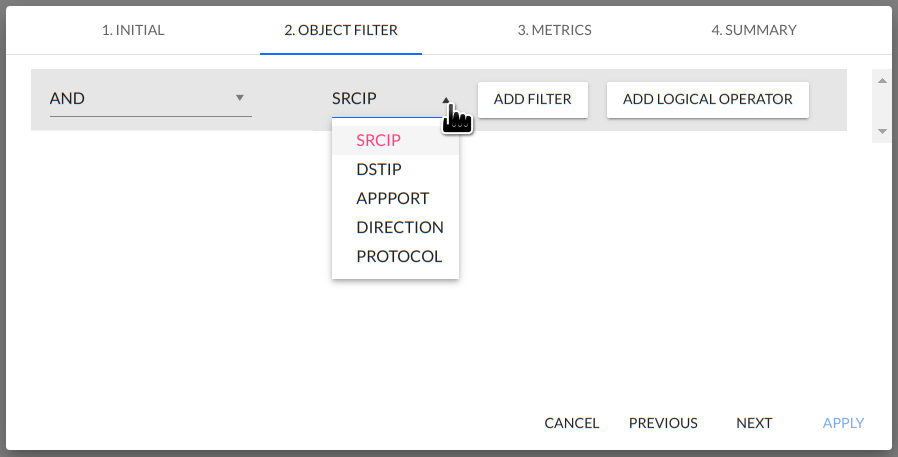 1. INITIAL 2. OBJECT FILTER 3. METRICS 4. SUMMARY
AND SRCIP ADD FILTER ADD LOGICAL OPERATOR
SRCIP
DSTIP
APPPORT
DIRECTION
PROTOCOL
CANCEL PREVIOUS NEXT APPLY